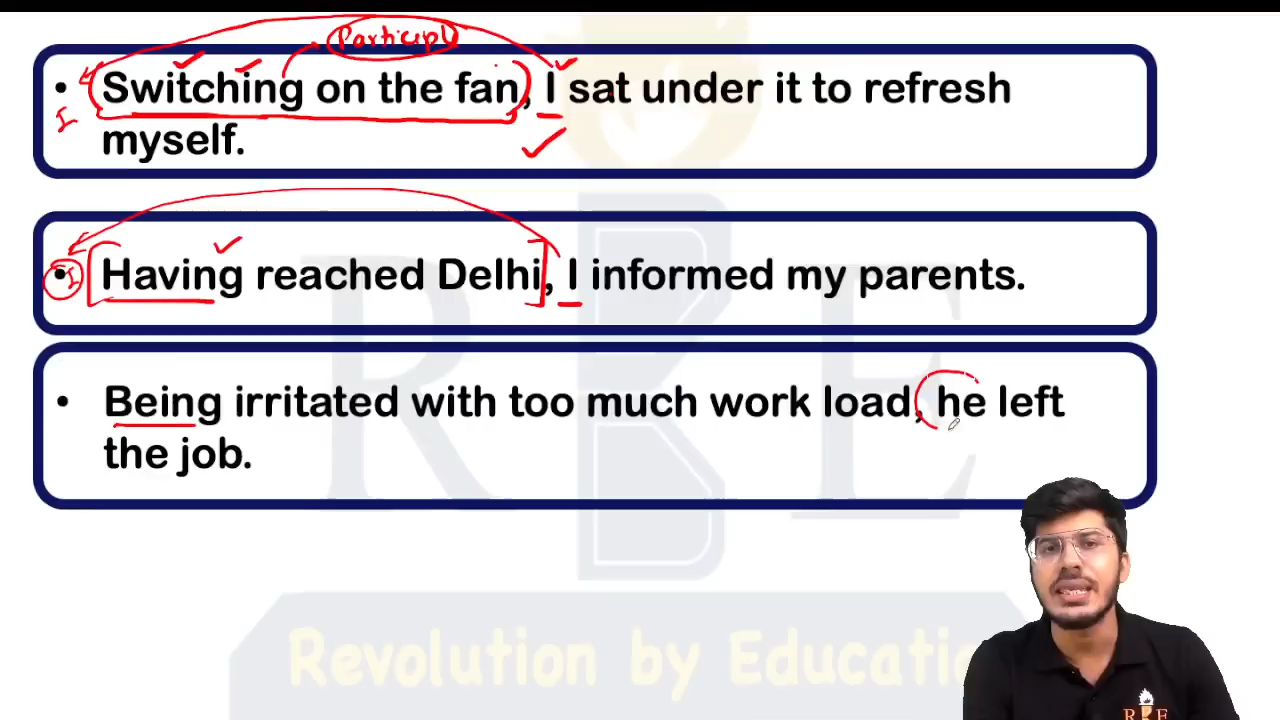 Participl
• Switching on the fan, I sat under it to refresh
I
myself.
I
• Having reached Delhi, I informed my parents.
• Being irritated with too much work load, he left
the job.
R B E
Revolution by Educatio
R B E